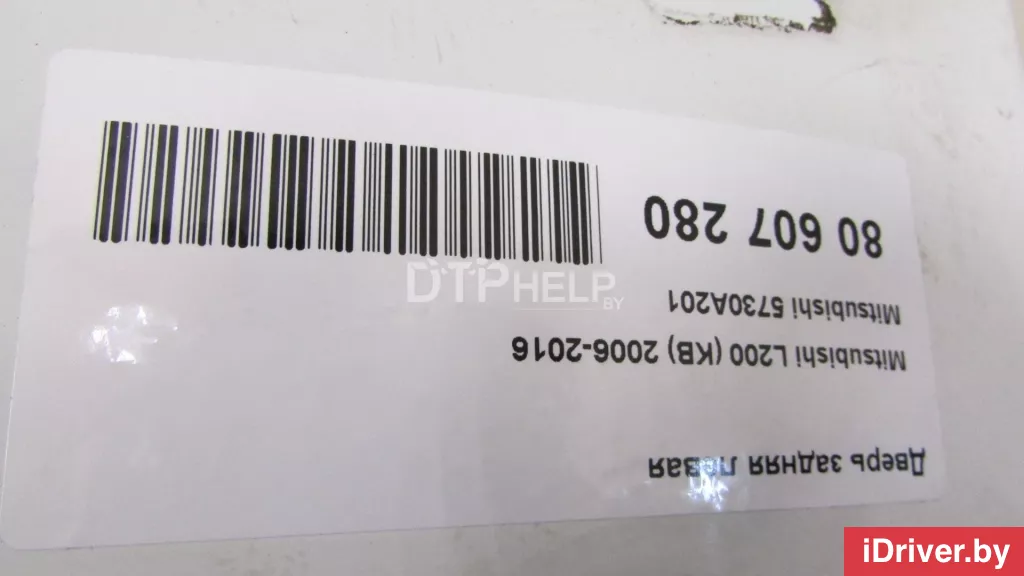 Дверь задняя левая
Mitsubishi L200 (KB) 2006-2016
Mitsubishi 5730A201
80 607 280
DTPHELP
BY
iDriver.by